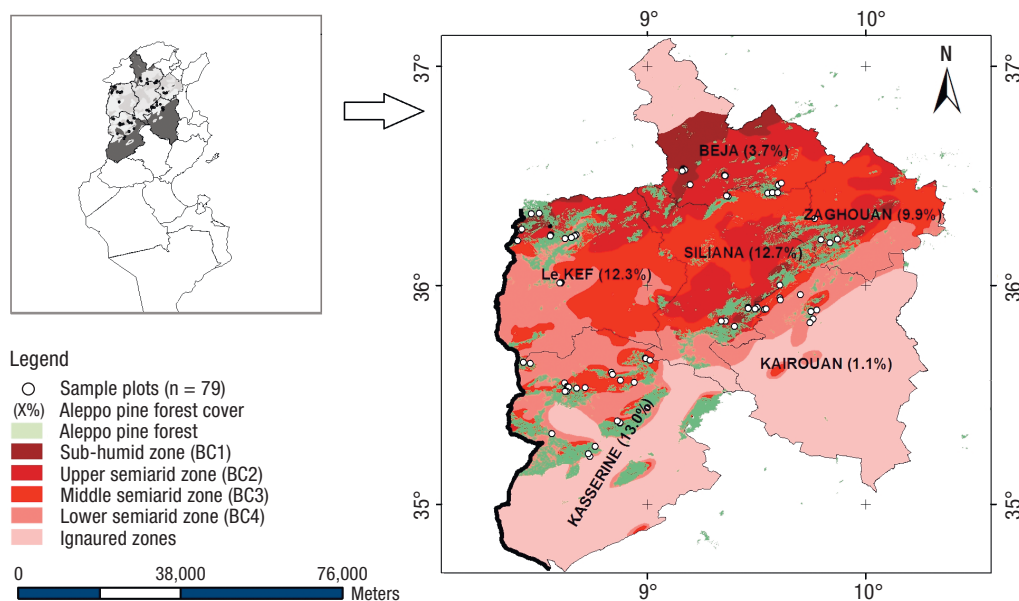 9°
10°
N
37°
37°
BÉJA (3.7%)
ZAGHOUAN (9.9%)
SILIANA (12.7%)
Le KEF (12.3%)
36°
36°
KAIROUAN (1.1%)
KASSERINE (13.0%)
35°
35°
9°
10°
Legend
Sample plots (n = 79)
(X%) Aleppo pine forest cover
Aleppo pine forest
Sub-humid zone (BC1)
Upper semiarid zone (BC2)
Middle semiarid zone (BC3)
Lower semiarid zone (BC4)
Ignaured zones
0 38,000 76,000
Meters